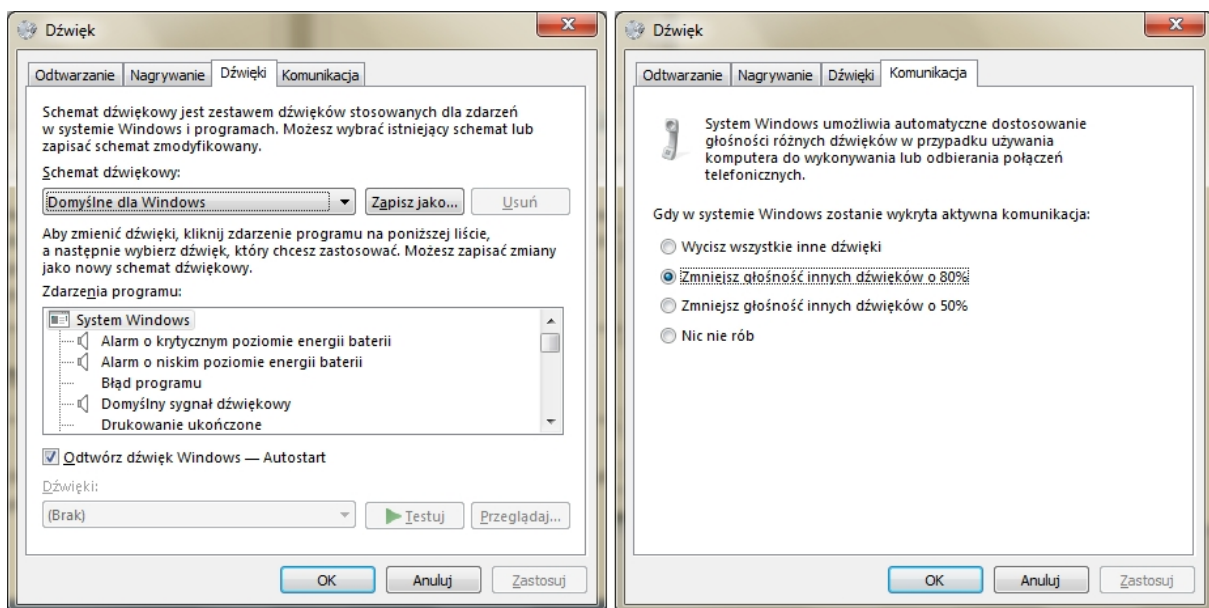 Dźwięk
Odtwarzanie Nagrywanie Dźwięki Komunikacja
Schemat dźwiękowy jest zestawem dźwięków stosowanych dla zdarzeń
w systemie Windows i programach. Możesz wybrać istniejący schemat lub
zapisać schemat zmodyfikowany.
Schemat dźwiękowy:
Domyślne dla Windows Zapisz jako... Usuń
Aby zmienić dźwięki, kliknij zdarzenie programu na poniższej liście,
a następnie wybierz dźwięk, który chcesz zastosować. Możesz zapisać zmiany
jako nowy schemat dźwiękowy.
Zdarzenia programu:
System Windows
Alarm o krytycznym poziomie energii baterii
Alarm o niskim poziomie energii baterii
Błąd programu
Domyślny sygnał dźwiękowy
Drukowanie ukończone
Odtwórz dźwięk Windows — Autostart
Dźwięki:
(Brak) Testuj Przeglądaj...
OK Anuluj Zastosuj
Dźwięk
Odtwarzanie Nagrywanie Dźwięki Komunikacja
System Windows umożliwia automatyczne dostosowanie
głośności różnych dźwięków w przypadku używania
komputera do wykonywania lub odbierania połączeń
telefonicznych.
Gdy w systemie Windows zostanie wykryta aktywna komunikacja:
Wycisz wszystkie inne dźwięki
Zmniejsz głośność innych dźwięków o 80%
Zmniejsz głośność innych dźwięków o 50%
Nic nie rób
OK Anuluj Zastosuj